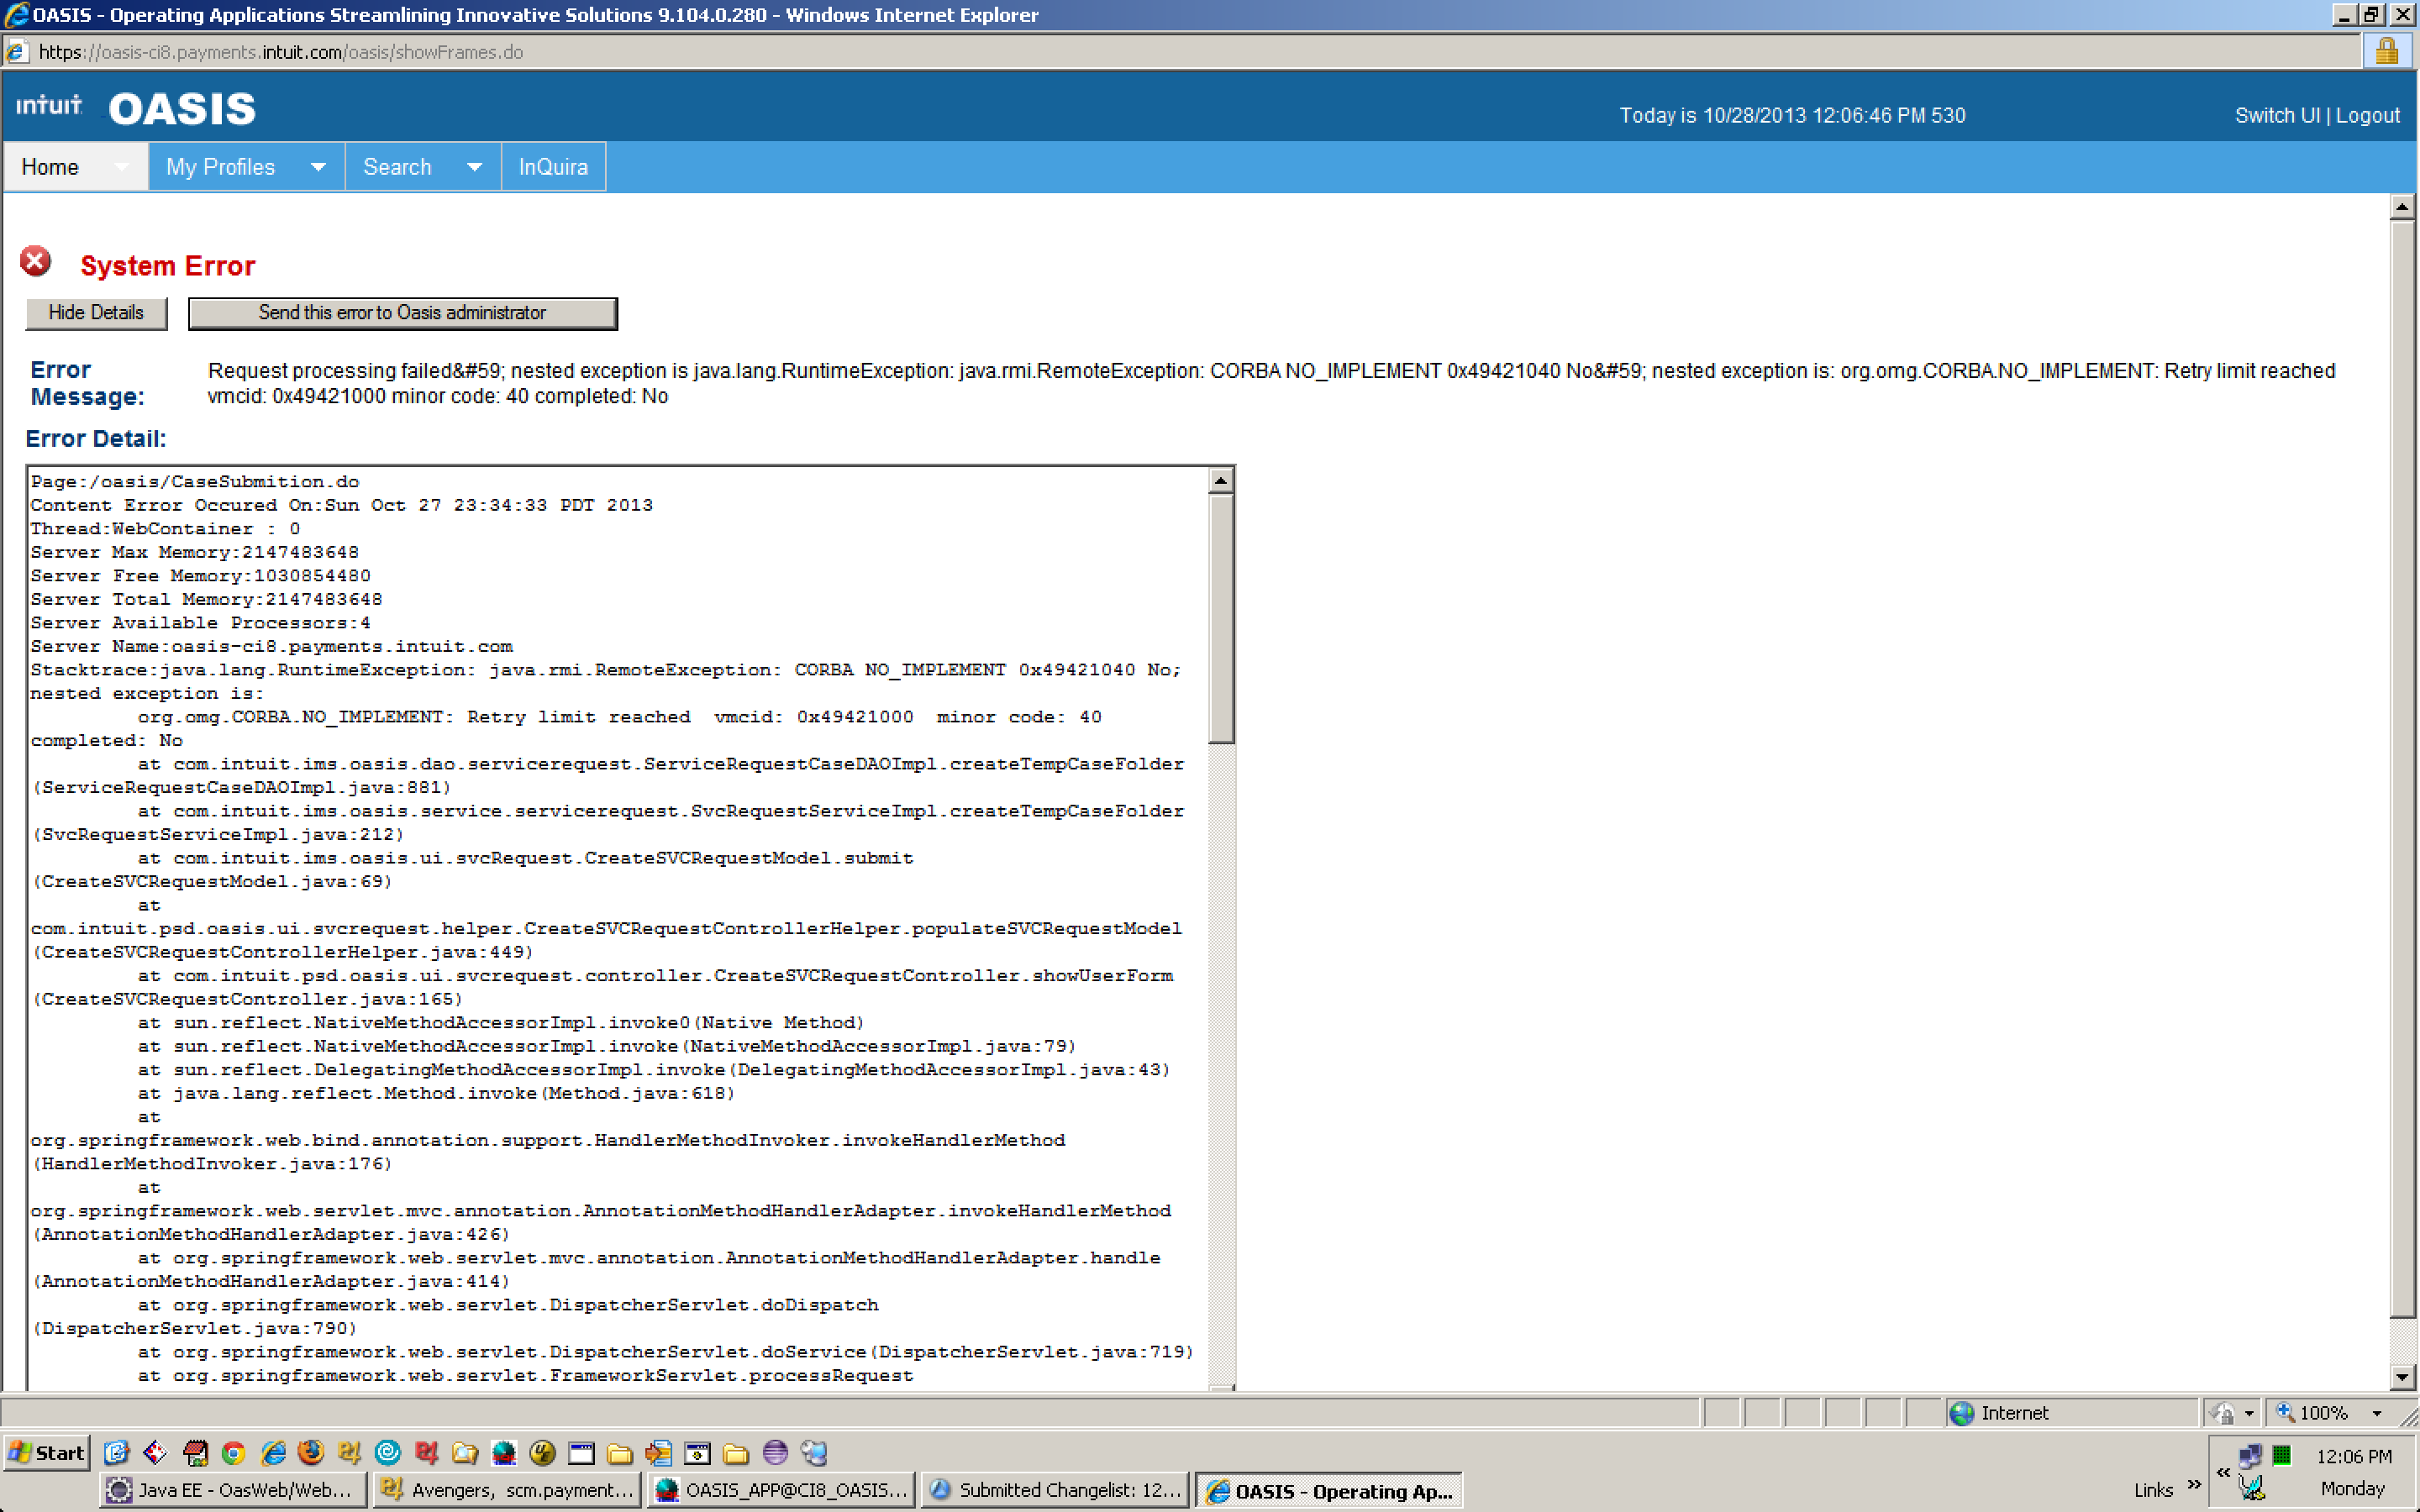 OASIS - Operating Applications Streamlining Innovative Solutions 9.104.0.280 - Windows Internet Explorer
https://oasis-ci8.payments.intuit.com/oasis/showFrames.do
intuit OASIS
Today is 10/28/2013 12:06:46 PM 530
Switch UI | Logout
Home My Profiles Search InQuira
System Error
Hide Details Send this error to Oasis administrator
Error Message:
Request processing failed&#59; nested exception is java.lang.RuntimeException: java.rmi.RemoteException: CORBA NO_IMPLEMENT 0x49421040 No&#59; nested exception is: org.omg.CORBA.NO_IMPLEMENT: Retry limit reached
vmcid: 0x49421000 minor code: 40 completed: No
Error Detail:
Page:/oasis/CaseSubmition.do
Content Error Occured On:Sun Oct 27 23:34:33 PDT 2013
Thread:WebContainer : 0
Server Max Memory:2147483648
Server Free Memory:1030854480
Server Total Memory:2147483648
Server Available Processors:4
Server Name:oasis-ci8.payments.intuit.com
Stacktrace:java.lang.RuntimeException: java.rmi.RemoteException: CORBA NO_IMPLEMENT 0x49421040 No;
nested exception is:
org.omg.CORBA.NO_IMPLEMENT: Retry limit reached  vmcid: 0x49421000  minor code: 40
completed: No
at com.intuit.ims.oasis.dao.servicerequest.ServiceRequestCaseDAOImpl.createTempCaseFolder
(ServiceRequestCaseDAOImpl.java:881)
at com.intuit.ims.oasis.service.servicerequest.SvcRequestServiceImpl.createTempCaseFolder
(SvcRequestServiceImpl.java:212)
at com.intuit.ims.oasis.ui.svcRequest.CreateSVCRequestModel.submit
(CreateSVCRequestModel.java:69)
at
com.intuit.psd.oasis.ui.svcrequest.helper.CreateSVCRequestControllerHelper.populateSVCRequestModel
(CreateSVCRequestControllerHelper.java:449)
at com.intuit.psd.oasis.ui.svcrequest.controller.CreateSVCRequestController.showUserForm
(CreateSVCRequestController.java:165)
at sun.reflect.NativeMethodAccessorImpl.invoke0(Native Method)
at sun.reflect.NativeMethodAccessorImpl.invoke(NativeMethodAccessorImpl.java:79)
at sun.reflect.DelegatingMethodAccessorImpl.invoke(DelegatingMethodAccessorImpl.java:43)
at java.lang.reflect.Method.invoke(Method.java:618)
at
org.springframework.web.bind.annotation.support.HandlerMethodInvoker.invokeHandlerMethod
(HandlerMethodInvoker.java:176)
at
org.springframework.web.servlet.mvc.annotation.AnnotationMethodHandlerAdapter.invokeHandlerMethod
(AnnotationMethodHandlerAdapter.java:426)
at org.springframework.web.servlet.mvc.annotation.AnnotationMethodHandlerAdapter.handle
(AnnotationMethodHandlerAdapter.java:414)
at org.springframework.web.servlet.DispatcherServlet.doDispatch
(DispatcherServlet.java:790)
at org.springframework.web.servlet.DispatcherServlet.doService(DispatcherServlet.java:719)
at org.springframework.web.servlet.FrameworkServlet.processRequest
Internet 100%
Start
12:06 PM
Java EE - OasWeb/Web... Avengers, scm.payment... OASIS_APP@CI8_OASIS... Submitted Changelist: 12... OASIS - Operating Ap... Links » « Monday